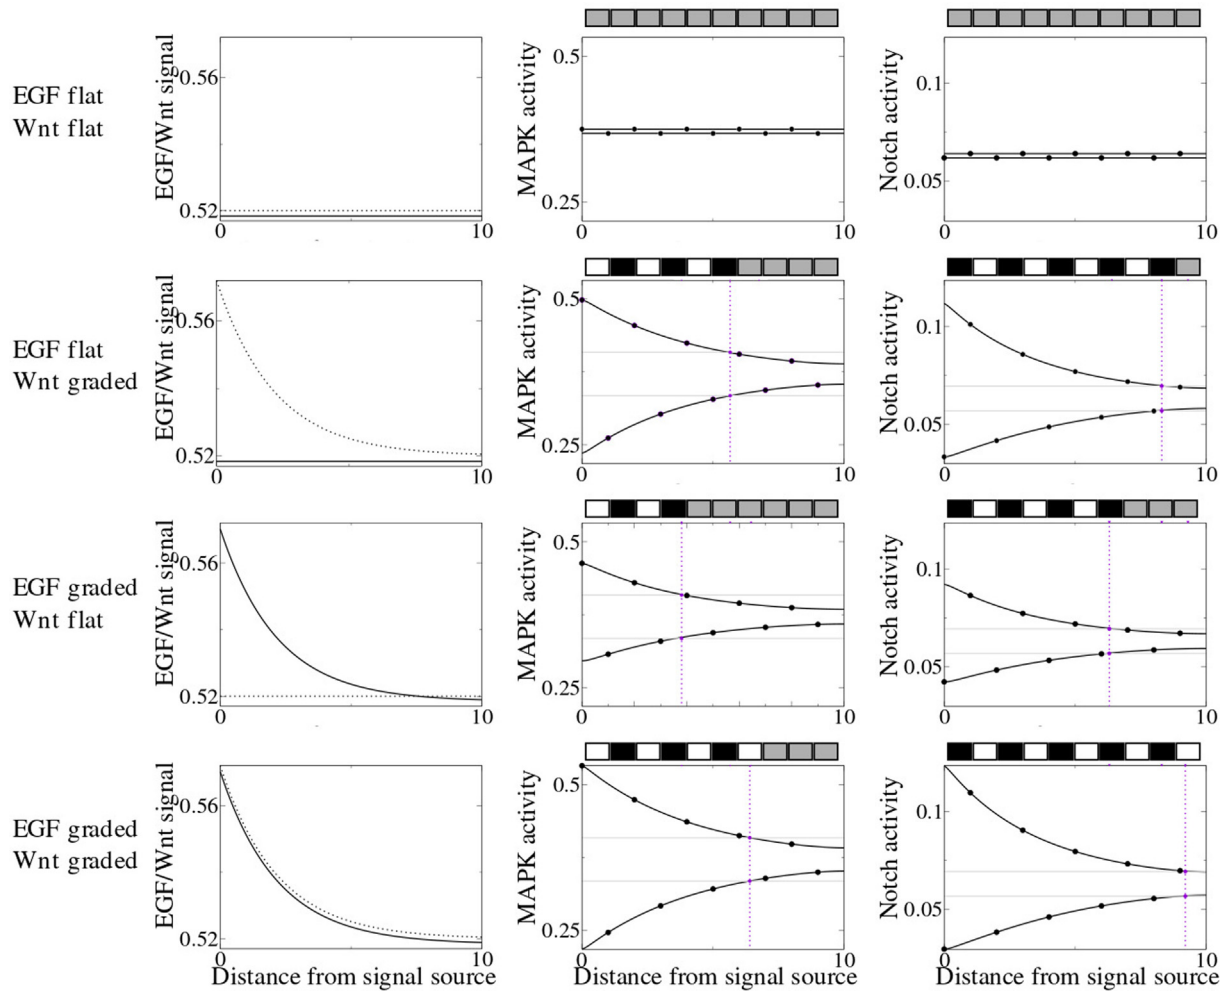 EGF flat
Wnt flat
EGF/Wnt signal
0.56
0.52
0
10
MAPK activity
0.5
0.25
0
10
Notch activity
0.1
0.05
0
10
EGF flat
Wnt graded
EGF/Wnt signal
0.56
0.52
0
10
MAPK activity
0.5
0.25
0
10
Notch activity
0.1
0.05
0
10
EGF graded
Wnt flat
EGF/Wnt signal
0.56
0.52
0
10
MAPK activity
0.5
0.25
0
10
Notch activity
0.1
0.05
0
10
EGF graded
Wnt graded
EGF/Wnt signal
0.56
0.52
0
10
Distance from signal source
MAPK activity
0.5
0.25
0
10
Distance from signal source
Notch activity
0.1
0.05
0
10
Distance from signal source